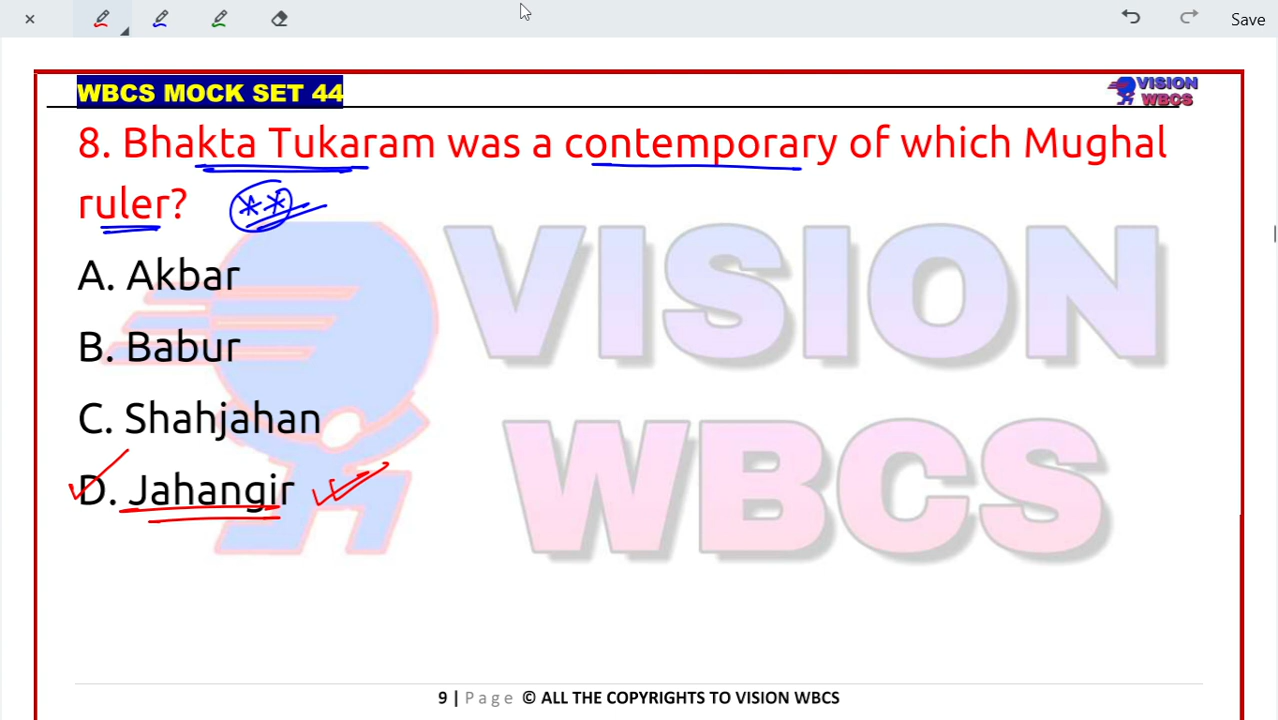 Save
WBCS MOCK SET 44
VISION
WBCS
8. Bhakta Tukaram was a contemporary of which Mughal
ruler? **
A. Akbar
B. Babur
C. Shahjahan
D. Jahangir
VISION
WBCS
9 | Page © ALL THE COPYRIGHTS TO VISION WBCS